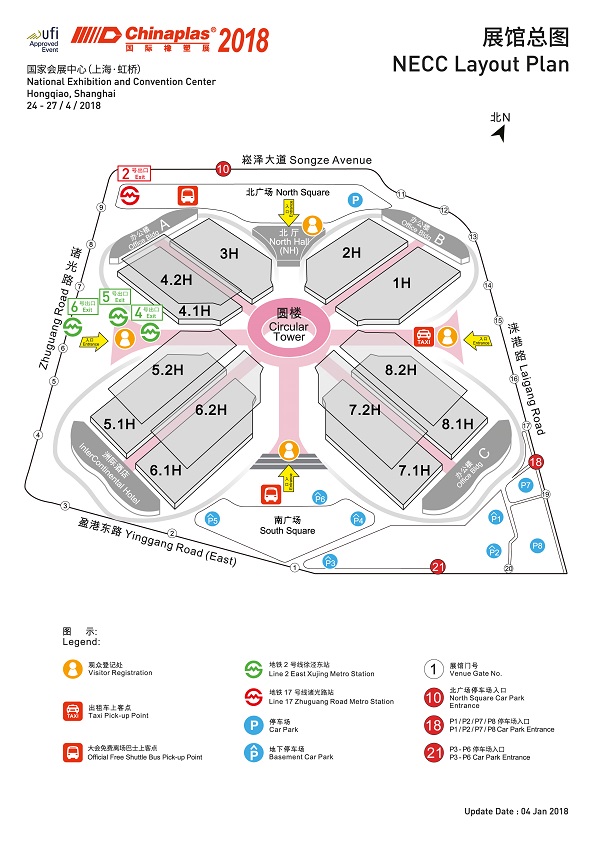 ufi
Approved
Event
Chinaplas® 2018
国际橡塑展
国家会展中心 (上海·虹桥)
National Exhibition and Convention Center
Hongqiao, Shanghai
24 - 27 / 4 / 2018
展馆总图
NECC Layout Plan
北N
崧泽大道 Songze Avenue
2 号出口
Exit
10
北广场 North Square
P
11
12
13
14
15
16
17
9
8
7
6
5
4
3
2
1
办公楼
Office Bldg
A
入口
北厅
North Hall
(NH)
办公楼
Office Bldg
B
3H
2H
4.2H
1H
4.1H
诸光路
Zhuguang Road
6 号出口
Exit
5 号出口
Exit
4 号出口
Exit
入口
Entrance
圆楼
Circular
Tower
TAXI
入口
Entrance
涞港路 Laigang Road
5.2H
8.2H
6.2H
7.2H
5.1H
8.1H
6.1H
7.1H
洲际酒店
InterContinental Hotel
办公楼
Office Bldg
C
入口
18
P7
19
P6
P5
南广场
South Square
P4
P1
P2
P8
P3
21
20
盈港东路 Yinggang Road (East)
图 示:
Legend:
观众登记处
Visitor Registration
TAXI
出租车上客点
Taxi Pick-up Point
大会免费离场巴士上客点
Official Free Shuttle Bus Pick-up Point
地铁 2 号线徐泾东站
Line 2 East Xujing Metro Station
地铁 17 号线诸光路站
Line 17 Zhuguang Road Metro Station
P
停车场
Car Park
P
地下停车场
Basement Car Park
1
展馆门号
Venue Gate No.
10
北广场停车场入口
North Square Car Park
Entrance
18
P1 / P2 / P7 / P8 停车场入口
P1 / P2 / P7 / P8 Car Park Entrance
21
P3 - P6 停车场入口
P3 - P6 Car Park Entrance
Update Date : 04 Jan 2018